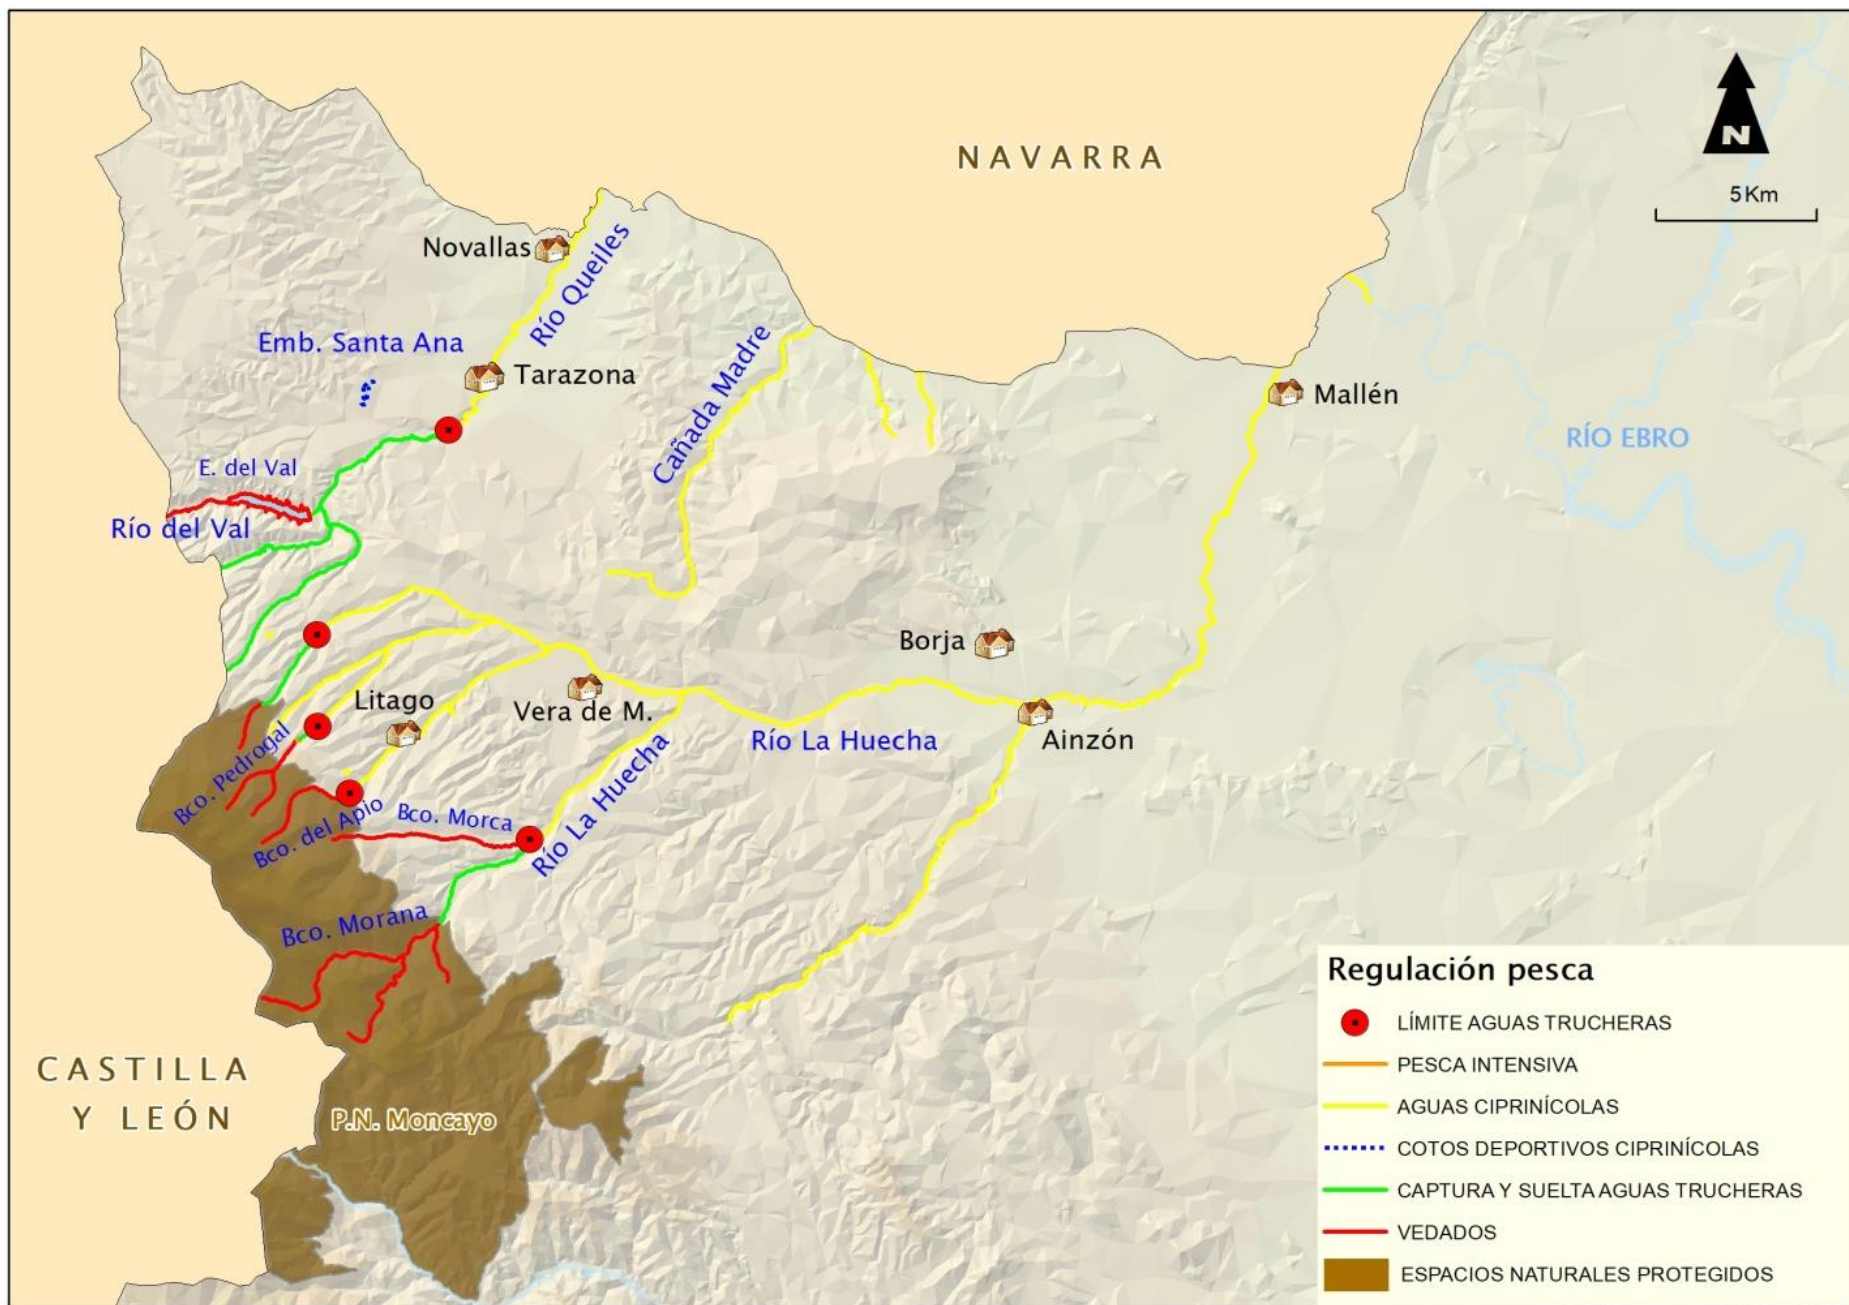 NAVARRA
N
5 Km
Novallas
Río Queiles
Emb. Santa Ana
Tarazona
Cañada Madre
Mallén
RÍO EBRO
E. del Val
Río del Val
Borja
Litago
Vera de M.
Río La Huecha
Ainzón
Bco. Pedrogal
Bco. del Apio
Bco. Morca
Río La Huecha
Bco. Morana
CASTILLA
Y LEÓN
P.N. Moncayo
Regulación pesca
LÍMITE AGUAS TRUCHERAS
PESCA INTENSIVA
AGUAS CIPRINÍCOLAS
COTOS DEPORTIVOS CIPRINÍCOLAS
CAPTURA Y SUELTA AGUAS TRUCHERAS
VEDADOS
ESPACIOS NATURALES PROTEGIDOS